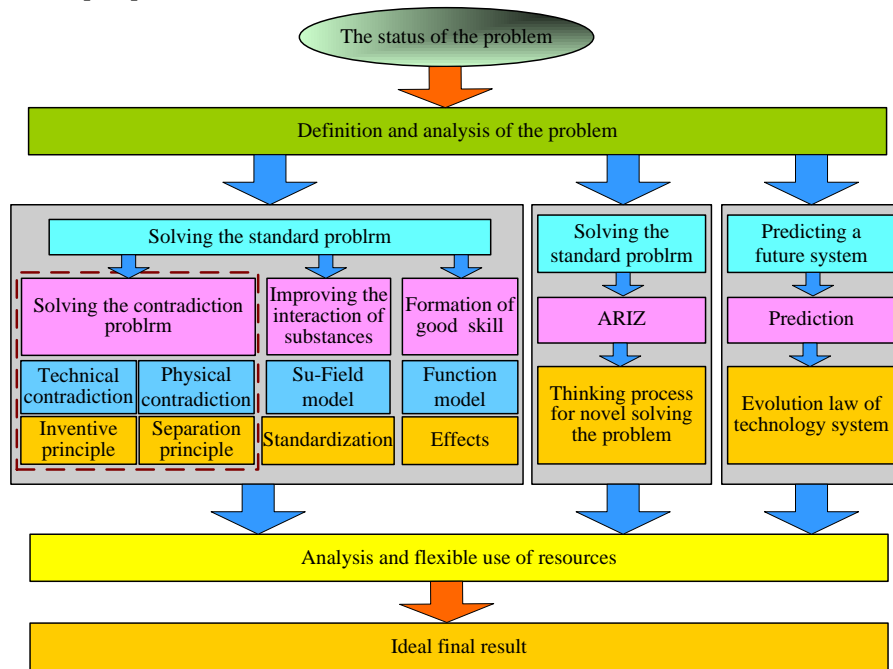 The status of the problem
Definition and analysis of the problem
Solving the standard problrm
Solving the contradiction
problrm
Improving the
interaction of
substances
Formation of
good skill
Technical
contradiction
Physical
contradiction
Su-Field
model
Function
model
Inventive
principle
Separation
principle
Standardization
Effects
Solving the
standard problrm
ARIZ
Thinking process
for novel solving
the problem
Predicting a
future system
Prediction
Evolution law of
technology system
Analysis and flexible use of resources
Ideal final result